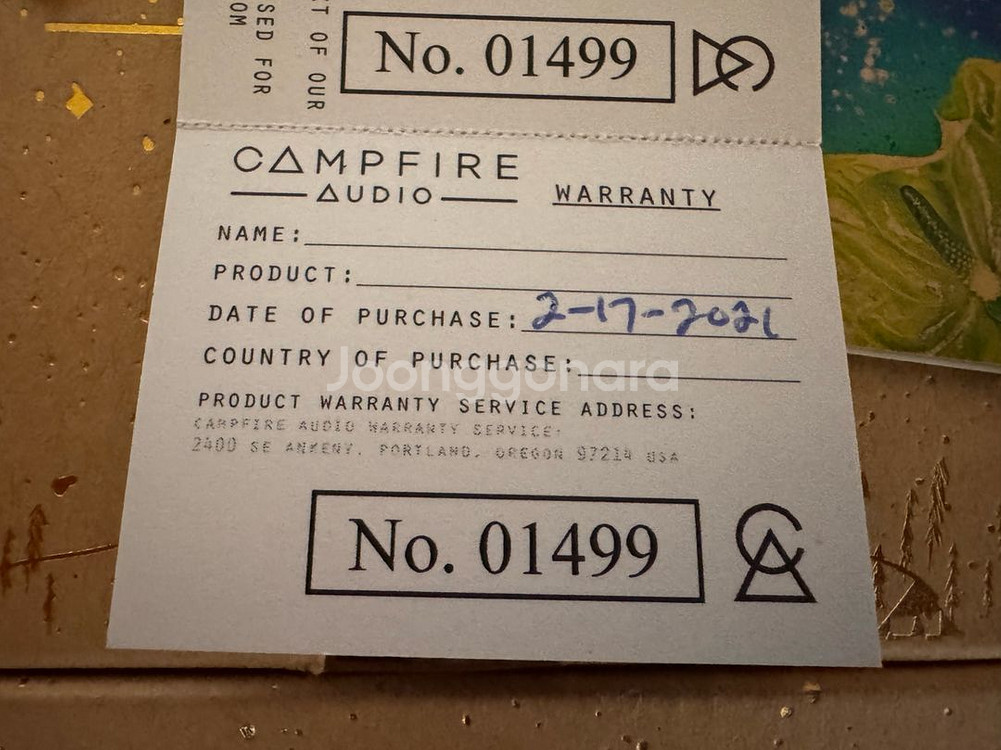 SED FOR
OM
ST OF OUR
No. 01499
CAMPFIRE
AUDIO
WARRANTY
NAME:
PRODUCT:
DATE OF PURCHASE: 2-17-2021
COUNTRY OF PURCHASE:
Joonggonara
PRODUCT WARRANTY SERVICE ADDRESS:
CAMPFIRE AUDIO WARRANTY SERVICE:
2400 SE ANKENY. PORTLAND. OREGON 97214 USA
No. 01499